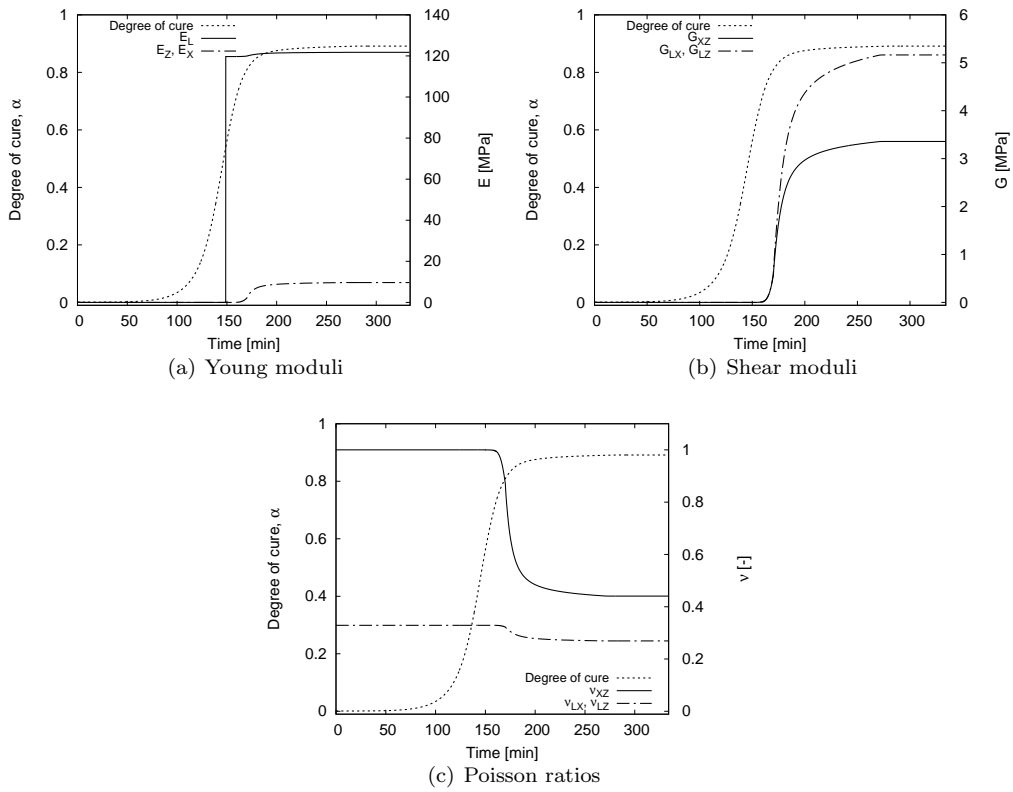 Degree of cure
E_L
E_Z, E_X
1
0.8
0.6
0.4
0.2
0
Degree of cure, α
140
120
100
80
60
40
20
0
E [MPa]
0 50 100 150 200 250 300
Time [min]
(a) Young moduli
Degree of cure
G_XZ
G_LX, G_LZ
1
0.8
0.6
0.4
0.2
0
Degree of cure, α
6
5
4
3
2
1
0
G [MPa]
0 50 100 150 200 250 300
Time [min]
(b) Shear moduli
1
0.8
0.6
0.4
0.2
0
Degree of cure, α
1
0.8
0.6
0.4
0.2
0
ν [-]
Degree of cure
ν_XZ
ν_LX, ν_LZ
0 50 100 150 200 250 300
Time [min]
(c) Poisson ratios